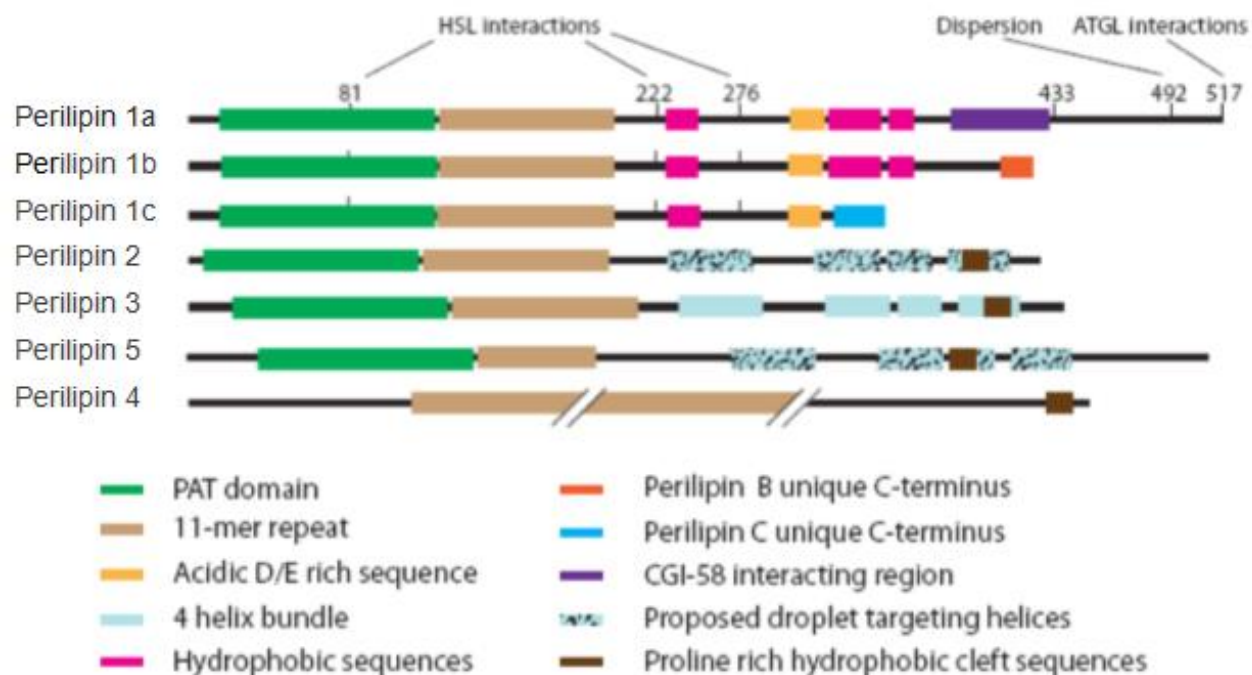 HSL interactions Dispersion ATGL interactions
81 222 276 433 492 517
Perilipin 1a
Perilipin 1b
Perilipin 1c
Perilipin 2
Perilipin 3
Perilipin 5
Perilipin 4
PAT domain
11-mer repeat
Acidic D/E rich sequence
4 helix bundle
Hydrophobic sequences
Perilipin B unique C-terminus
Perilipin C unique C-terminus
CGI-58 interacting region
Proposed droplet targeting helices
Proline rich hydrophobic cleft sequences